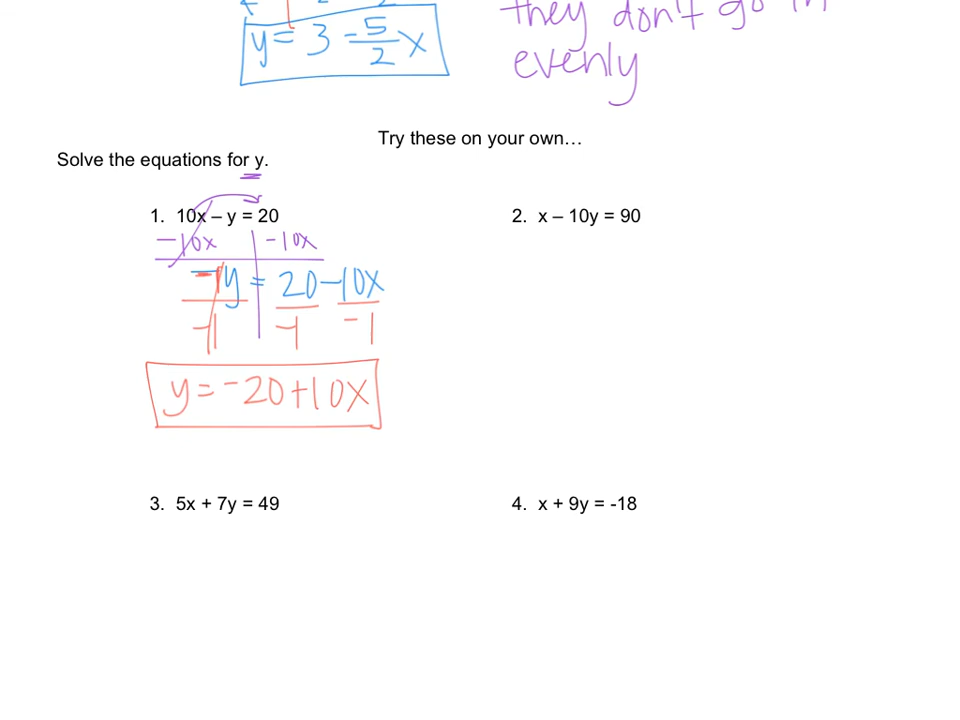 they don't go in
y = 3 - 5/2 x
evenly
Try these on your own…
Solve the equations for y.
1. 10x – y = 20
-10x -10x
-1y = 20 - 10x
-1 -1 -1
y = -20 + 10x
2. x – 10y = 90
3. 5x + 7y = 49
4. x + 9y = -18